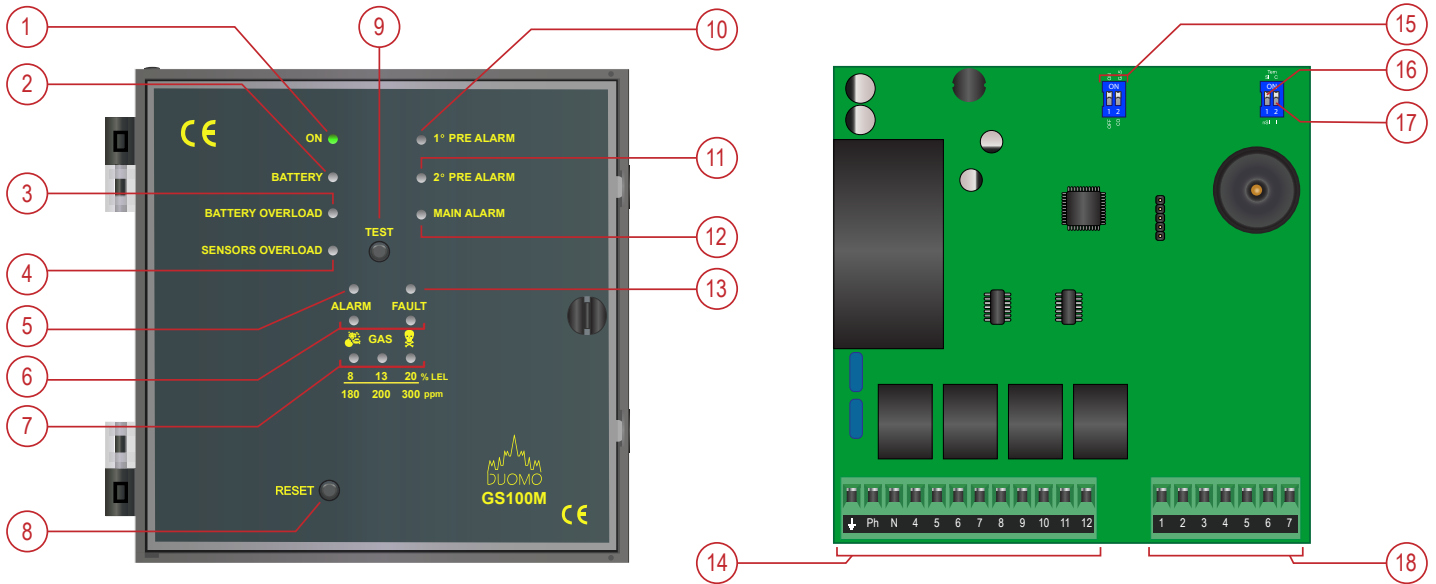 1
2
3
4
5
6
7
8
9
10
11
12
13
14
15
16
17
18
CE
ON
BATTERY
BATTERY OVERLOAD
SENSORS OVERLOAD
1° PRE ALARM
2° PRE ALARM
MAIN ALARM
TEST
ALARM FAULT
GAS
8 13 20 % LEL
180 200 300 ppm
RESET
DUOMO
GS100M
CE
ON
1 2
OFF
ON
1 2
Ph N 4 5 6 7 8 9 10 11 12
1 2 3 4 5 6 7